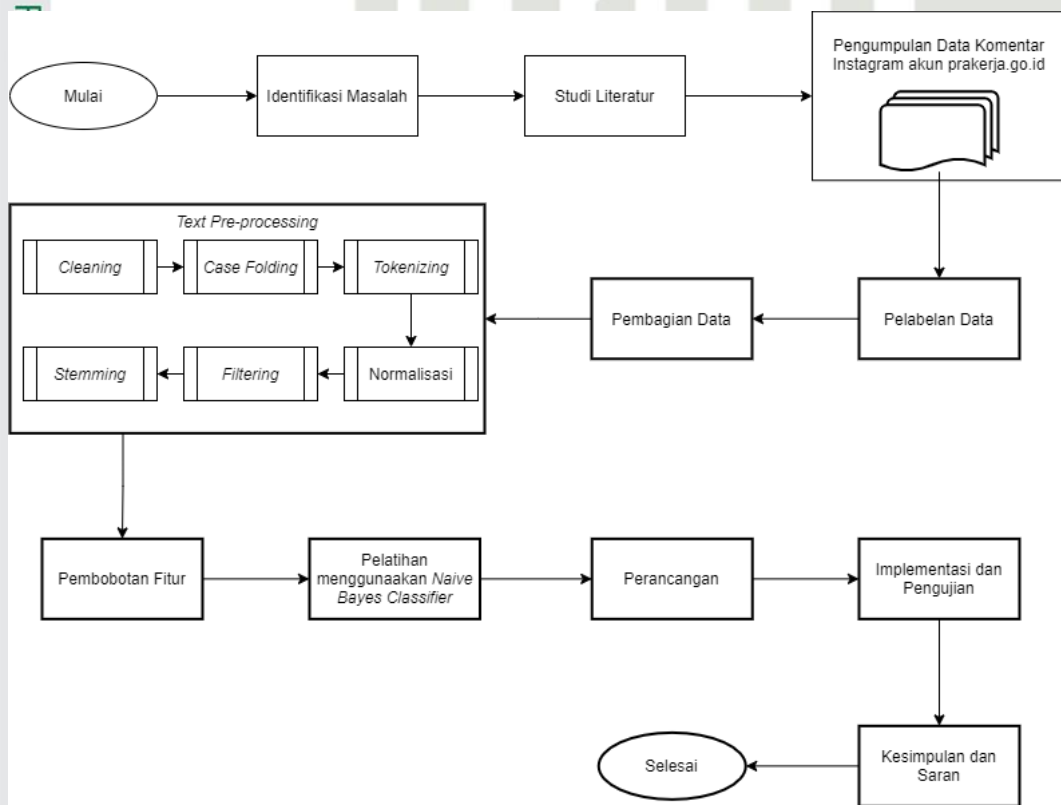 Mulai
Identifikasi Masalah
Studi Literatur
Pengumpulan Data Komentar
Instagram akun prakerja.go.id
Pelabelan Data
Pembagian Data
Text Pre-processing
Cleaning
Case Folding
Tokenizing
Normalisasi
Filtering
Stemming
Pembobotan Fitur
Pelatihan
menggunaakan Naive
Bayes Classifier
Perancangan
Implementasi dan
Pengujian
Kesimpulan dan
Saran
Selesai